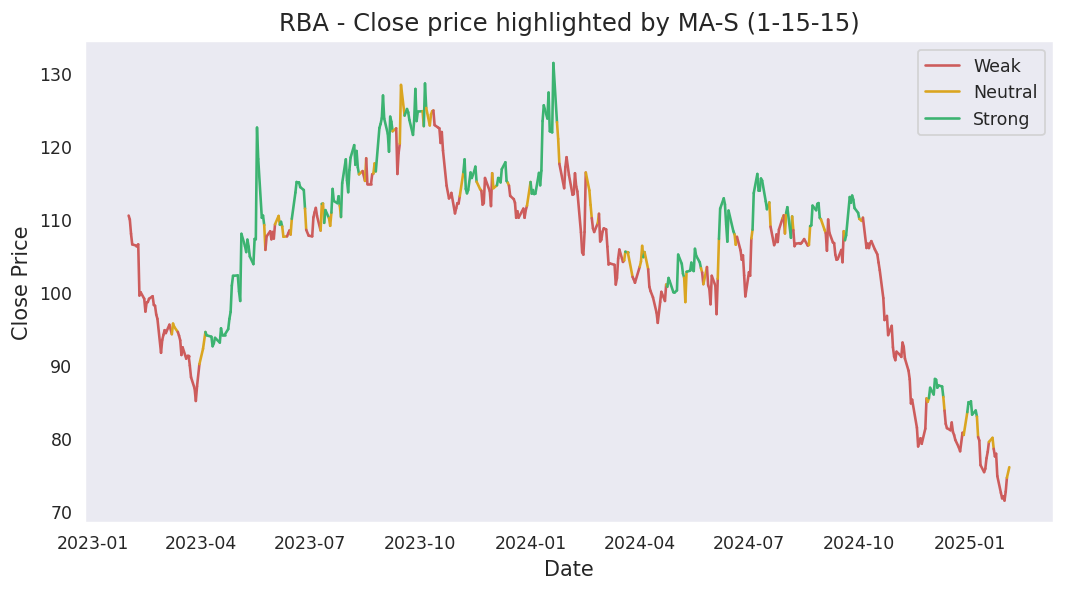 RBA - Close price highlighted by MA-S (1-15-15)
Weak
Neutral
Strong
Close Price
130
120
110
100
90
80
70
2023-01 2023-04 2023-07 2023-10 2024-01 2024-04 2024-07 2024-10 2025-01
Date